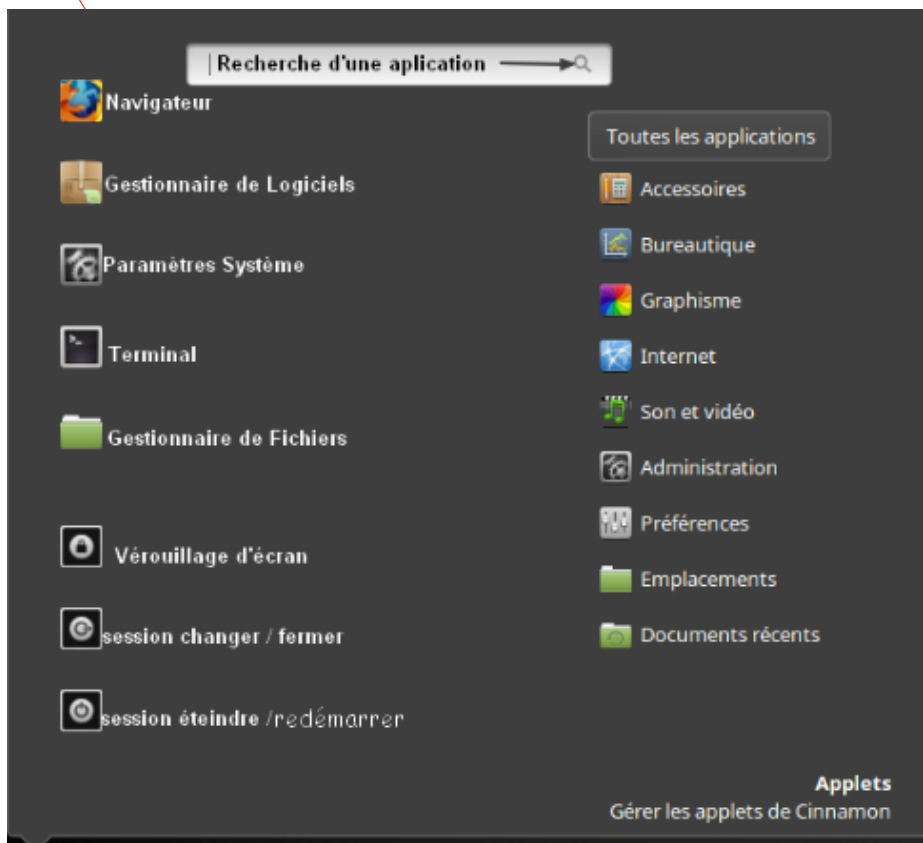 Recherche d'une aplication
Navigateur
Gestionnaire de Logiciels
Paramètres Système
Terminal
Gestionnaire de Fichiers
Vérouillage d'écran
session changer / fermer
session éteindre /redémarrer
Toutes les applications
Accessoires
Bureautique
Graphisme
Internet
Son et vidéo
Administration
Préférences
Emplacements
Documents récents
Applets
Gérer les applets de Cinnamon